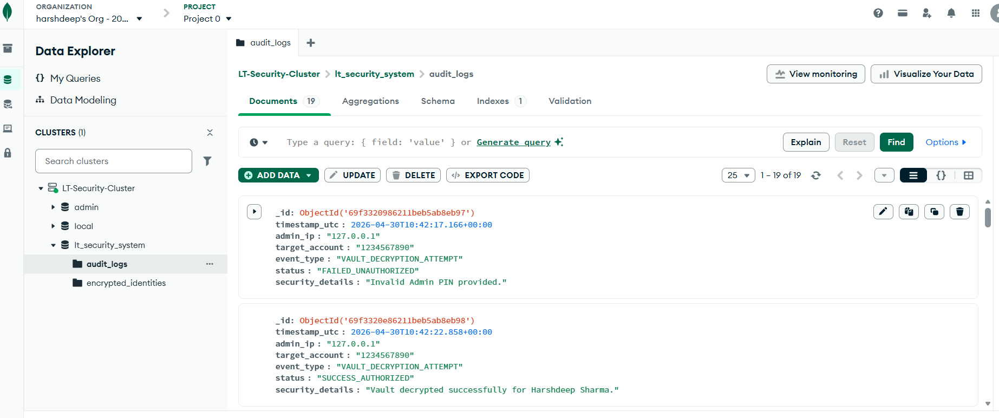 ORGANIZATION
harshdeep's Org - 20...
PROJECT
Project 0
Data Explorer
My Queries
Data Modeling
CLUSTERS (1)
Search clusters
LT-Security-Cluster
admin
local
lt_security_system
audit_logs
encrypted_identities
audit_logs
LT-Security-Cluster > lt_security_system > audit_logs
View monitoring
Visualize Your Data
Documents 19 Aggregations Schema Indexes 1 Validation
Type a query: { field: 'value' } or Generate query
Explain Reset Find Options
ADD DATA UPDATE DELETE EXPORT CODE
25 1 – 19 of 19
_id: ObjectId('69f3320986211beb5ab8eb97')
timestamp_utc : 2026-04-30T10:42:17.166+00:00
admin_ip : "127.0.0.1"
target_account : "1234567890"
event_type : "VAULT_DECRYPTION_ATTEMPT"
status : "FAILED_UNAUTHORIZED"
security_details : "Invalid Admin PIN provided."
_id: ObjectId('69f3320e86211beb5ab8eb98')
timestamp_utc : 2026-04-30T10:42:22.858+00:00
admin_ip : "127.0.0.1"
target_account : "1234567890"
event_type : "VAULT_DECRYPTION_ATTEMPT"
status : "SUCCESS_AUTHORIZED"
security_details : "Vault decrypted successfully for Harshdeep Sharma."